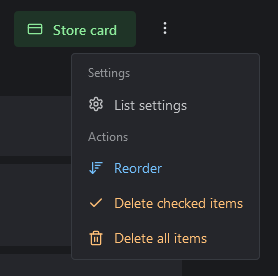 Store card
Settings
List settings
Actions
Reorder
Delete checked items
Delete all items